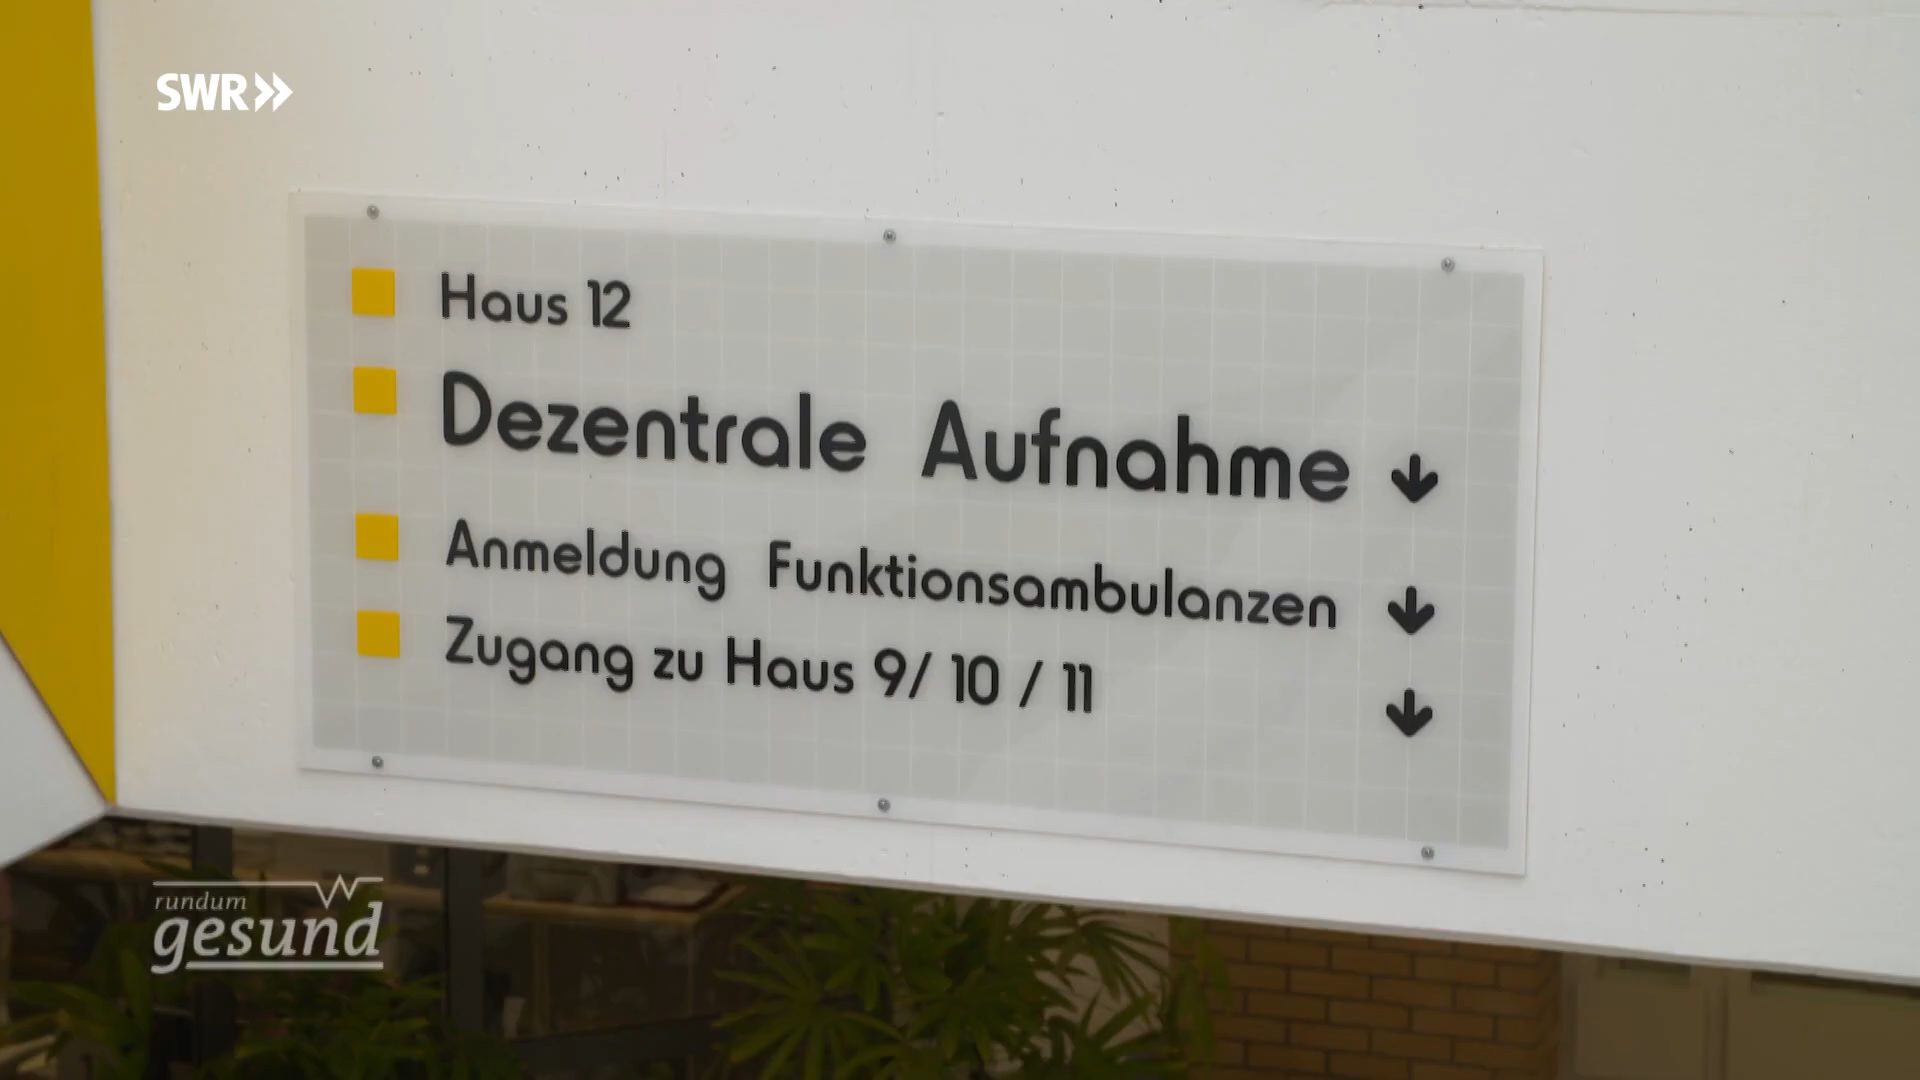 SWR
Haus 12
Dezentrale Aufnahme ↓
Anmeldung Funktionsambulanzen ↓
Zugang zu Haus 9/ 10 / 11 ↓
rundum
gesund